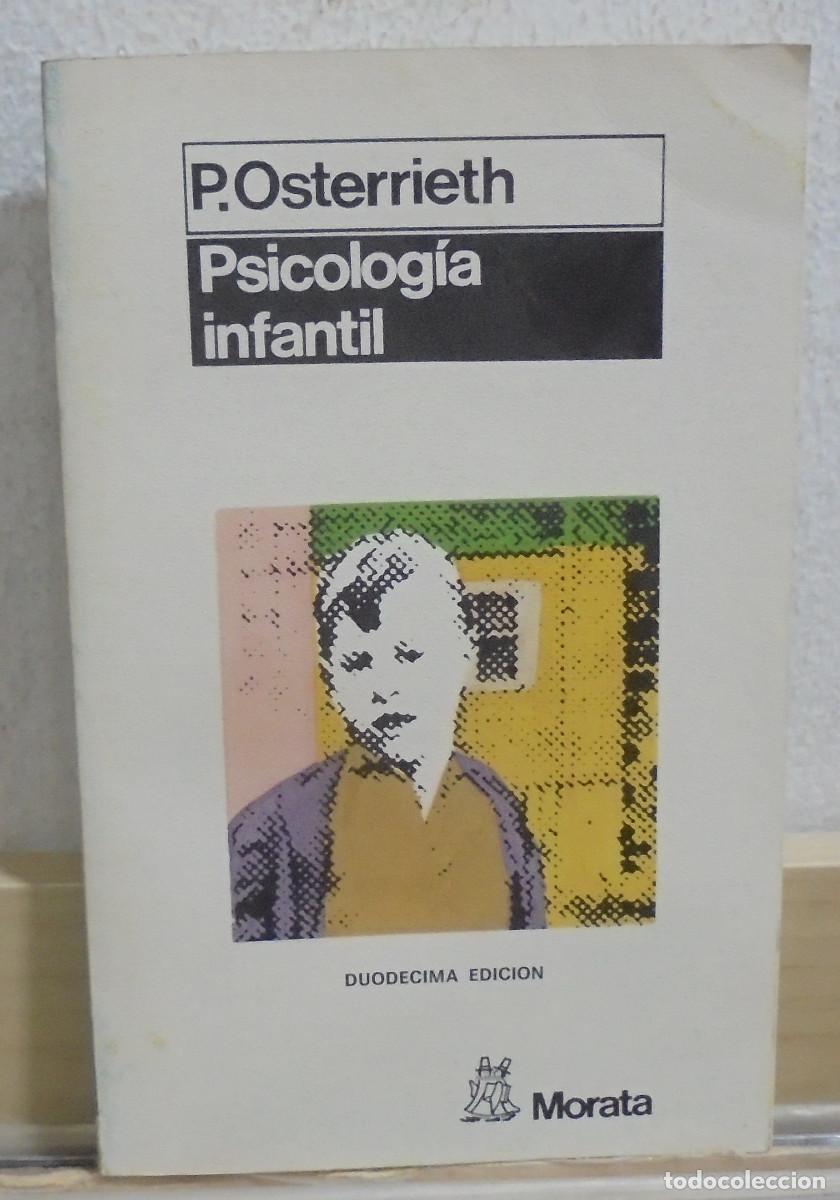 P. Osterrieth
Psicología
infantil
DUODECIMA EDICION
Morata
todocoleccion